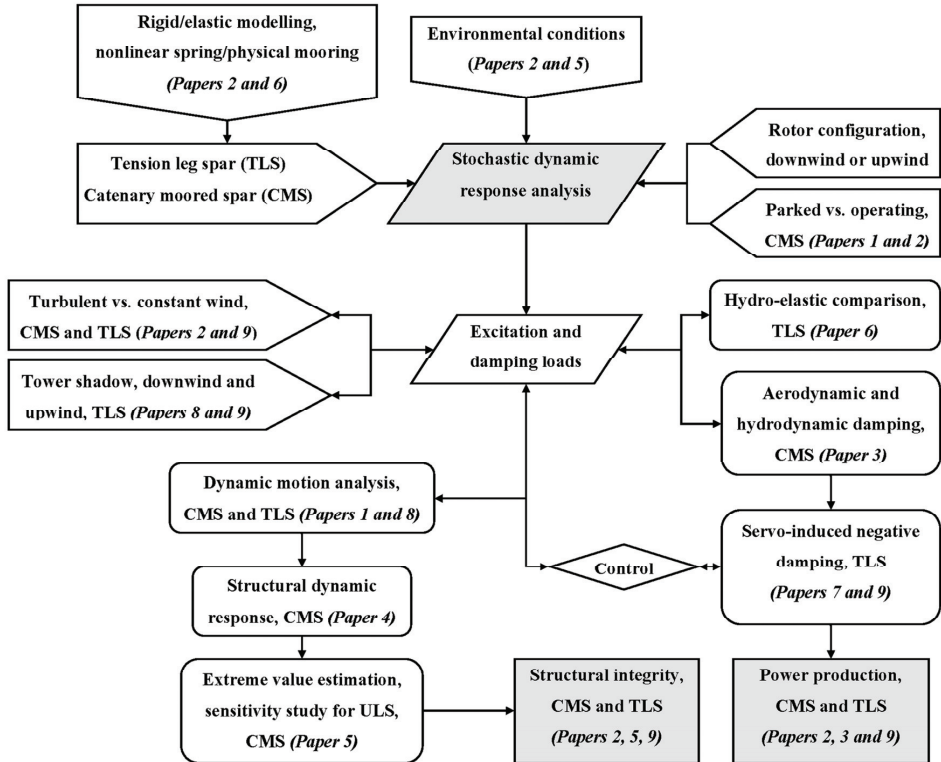 Rigid/elastic modelling,
nonlinear spring/physical mooring
(Papers 2 and 6)
Environmental conditions
(Papers 2 and 5)
Tension leg spar (TLS)
Catenary moored spar (CMS)
Stochastic dynamic
response analysis
Rotor configuration,
downwind or upwind
Parked vs. operating,
CMS (Papers 1 and 2)
Turbulent vs. constant wind,
CMS and TLS (Papers 2 and 9)
Tower shadow, downwind and
upwind, TLS (Papers 8 and 9)
Excitation and
damping loads
Hydro-elastic comparison,
TLS (Paper 6)
Aerodynamic and
hydrodynamic damping,
CMS (Paper 3)
Dynamic motion analysis,
CMS and TLS (Papers 1 and 8)
Structural dynamic
response, CMS (Paper 4)
Control
Servo-induced negative
damping, TLS
(Papers 7 and 9)
Extreme value estimation,
sensitivity study for ULS,
CMS (Paper 5)
Structural integrity,
CMS and TLS
(Papers 2, 5, 9)
Power production,
CMS and TLS
(Papers 2, 3 and 9)